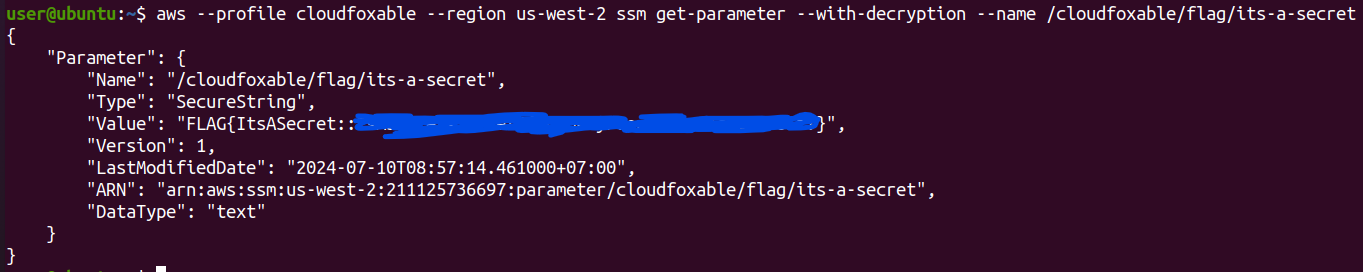 user@ubuntu:~$ aws --profile cloudfoxable --region us-west-2 ssm get-parameter --with-decryption --name /cloudfoxable/flag/its-a-secret
{
    "Parameter": {
        "Name": "/cloudfoxable/flag/its-a-secret",
        "Type": "SecureString",
        "Value": "FLAG{ItsASecret:: }",
        "Version": 1,
        "LastModifiedDate": "2024-07-10T08:57:14.461000+07:00",
        "ARN": "arn:aws:ssm:us-west-2:211125736697:parameter/cloudfoxable/flag/its-a-secret",
        "DataType": "text"
    }
}